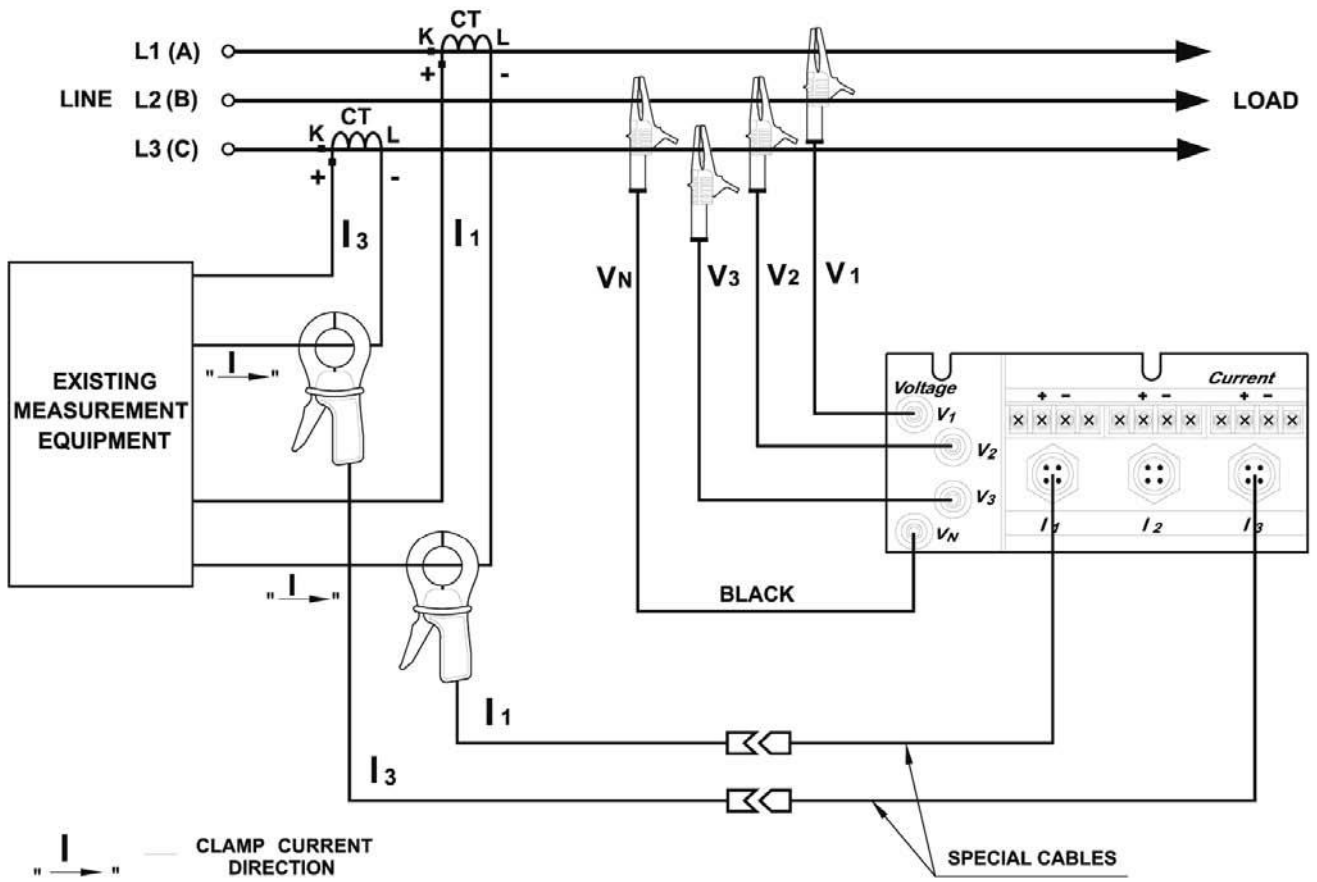 CT
K L
L1 (A)
+ -
LINE L2 (B) LOAD
CT
K L
L3 (C)
+ -
I3 I1
VN V3 V2 V1
EXISTING
MEASUREMENT
EQUIPMENT
" I "
Voltage Current
+ - + - + -
V1
V2
V3
VN
I1 I2 I3
" I "
BLACK
I1
I3
" I " — CLAMP CURRENT
DIRECTION
SPECIAL CABLES